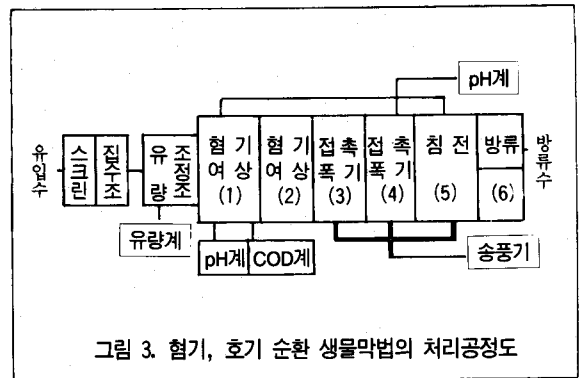 pH계
유입수
스크린
집수조
유량
조정조
혐기
여상
(1)
혐기
여상
(2)
접촉
폭기
(3)
접촉
폭기
(4)
침전
(5)
방류
(6)
방류수
유량계
pH계
COD계
송풍기
그림 3. 혐기, 호기 순환 생물막법의 처리공정도